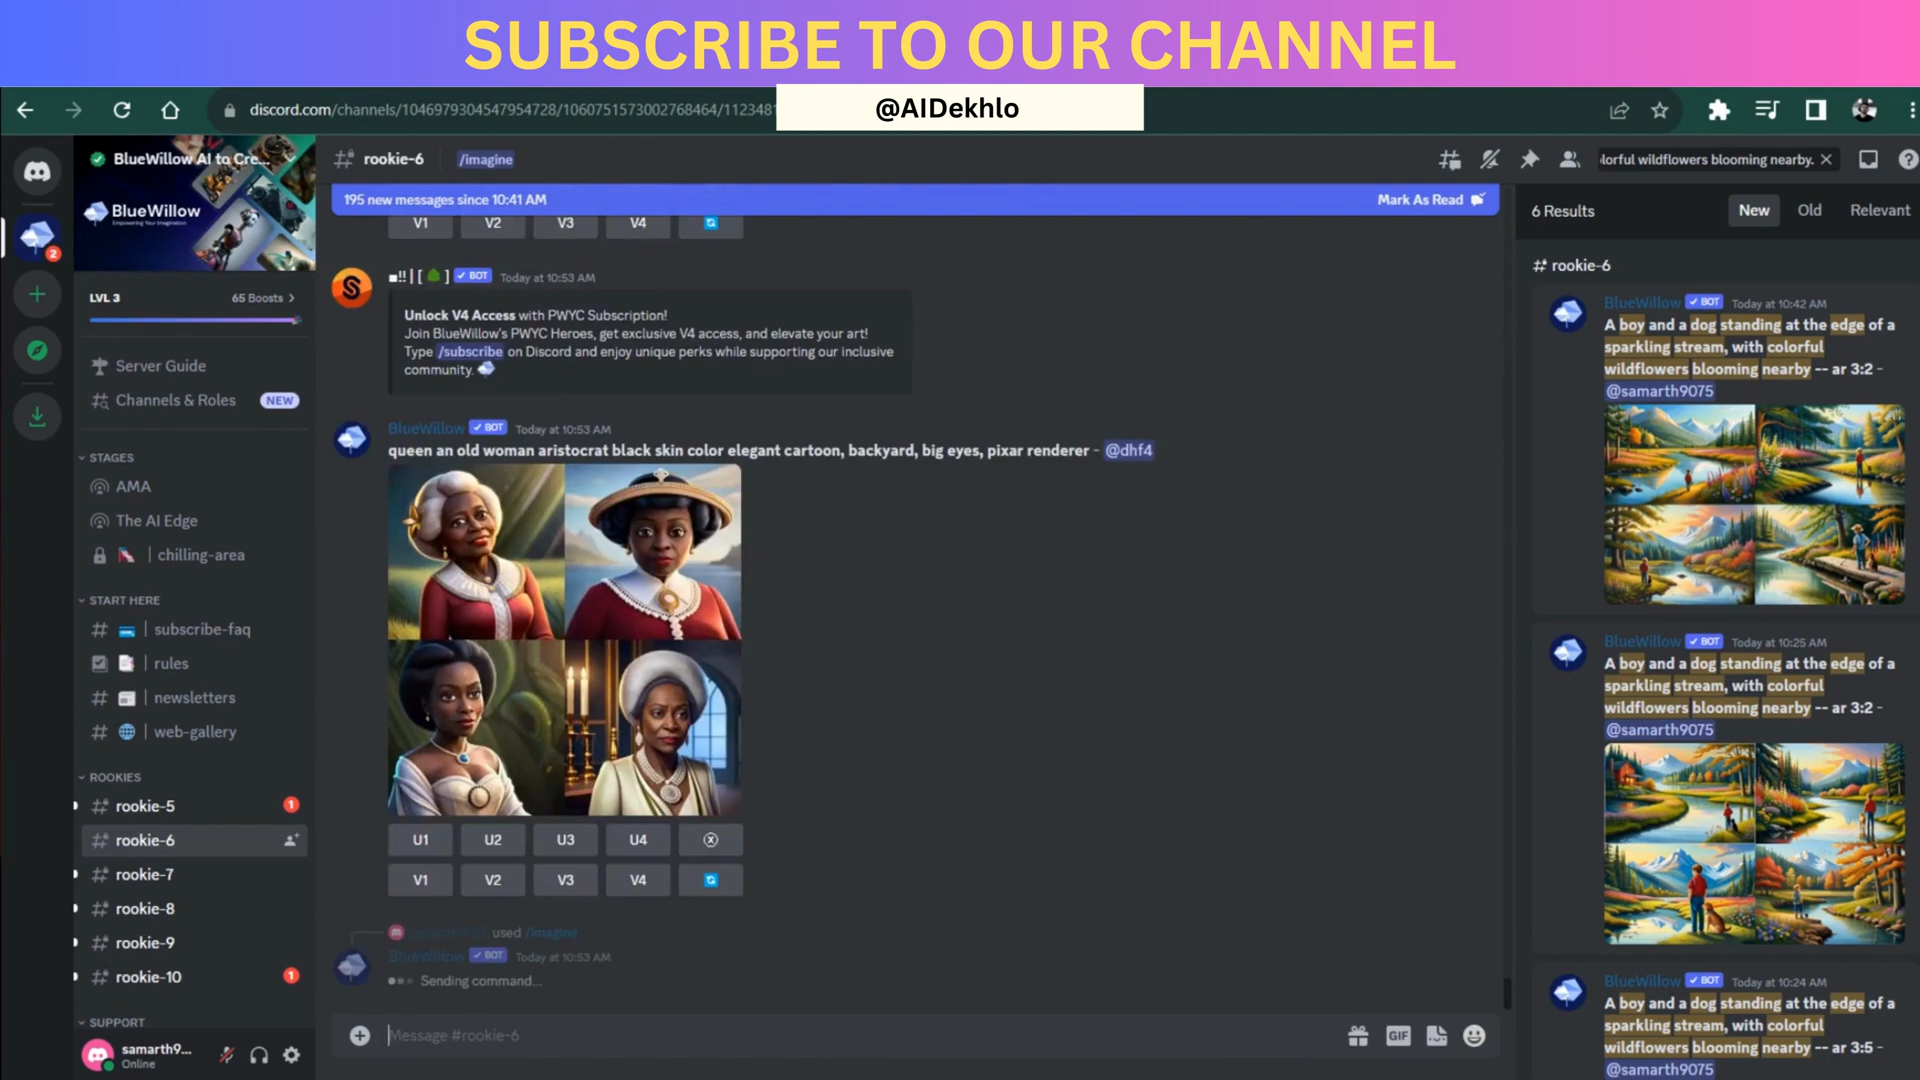 SUBSCRIBE TO OUR CHANNEL
@AIDekhlo
discord.com/channels/1046979304547954728/1060751573002768464/112348
BlueWillow AI to Cre...
BlueWillow
Empowering Your Imagination
LVL 3
65 Boosts
Server Guide
Channels & Roles
NEW
STAGES
AMA
The AI Edge
chilling-area
START HERE
subscribe-faq
rules
newsletters
web-gallery
ROOKIES
rookie-5
1
rookie-6
rookie-7
rookie-8
rookie-9
rookie-10
1
SUPPORT
samarth9...
Online
2
rookie-6
/imagine
195 new messages since 10:41 AM
Mark As Read
V1 V2 V3 V4
!! | [ ] BOT Today at 10:53 AM
Unlock V4 Access with PWYC Subscription!
Join BlueWillow's PWYC Heroes, get exclusive V4 access, and elevate your art!
Type /subscribe on Discord and enjoy unique perks while supporting our inclusive
community.
BlueWillow BOT Today at 10:53 AM
queen an old woman aristocrat black skin color elegant cartoon, backyard, big eyes, pixar renderer - @dhf4
U1 U2 U3 U4
V1 V2 V3 V4
used /imagine
BlueWillow BOT Today at 10:53 AM
Sending command...
Message #rookie-6
GIF
lorful wildflowers blooming nearby.
6 Results
New
Old
Relevant
rookie-6
BlueWillow BOT Today at 10:42 AM
A boy and a dog standing at the edge of a
sparkling stream, with colorful
wildflowers blooming nearby -- ar 3:2 -
@samarth9075
BlueWillow BOT Today at 10:25 AM
A boy and a dog standing at the edge of a
sparkling stream, with colorful
wildflowers blooming nearby -- ar 3:2 -
@samarth9075
BlueWillow BOT Today at 10:24 AM
A boy and a dog standing at the edge of a
sparkling stream, with colorful
wildflowers blooming nearby -- ar 3:5 -
@samarth9075